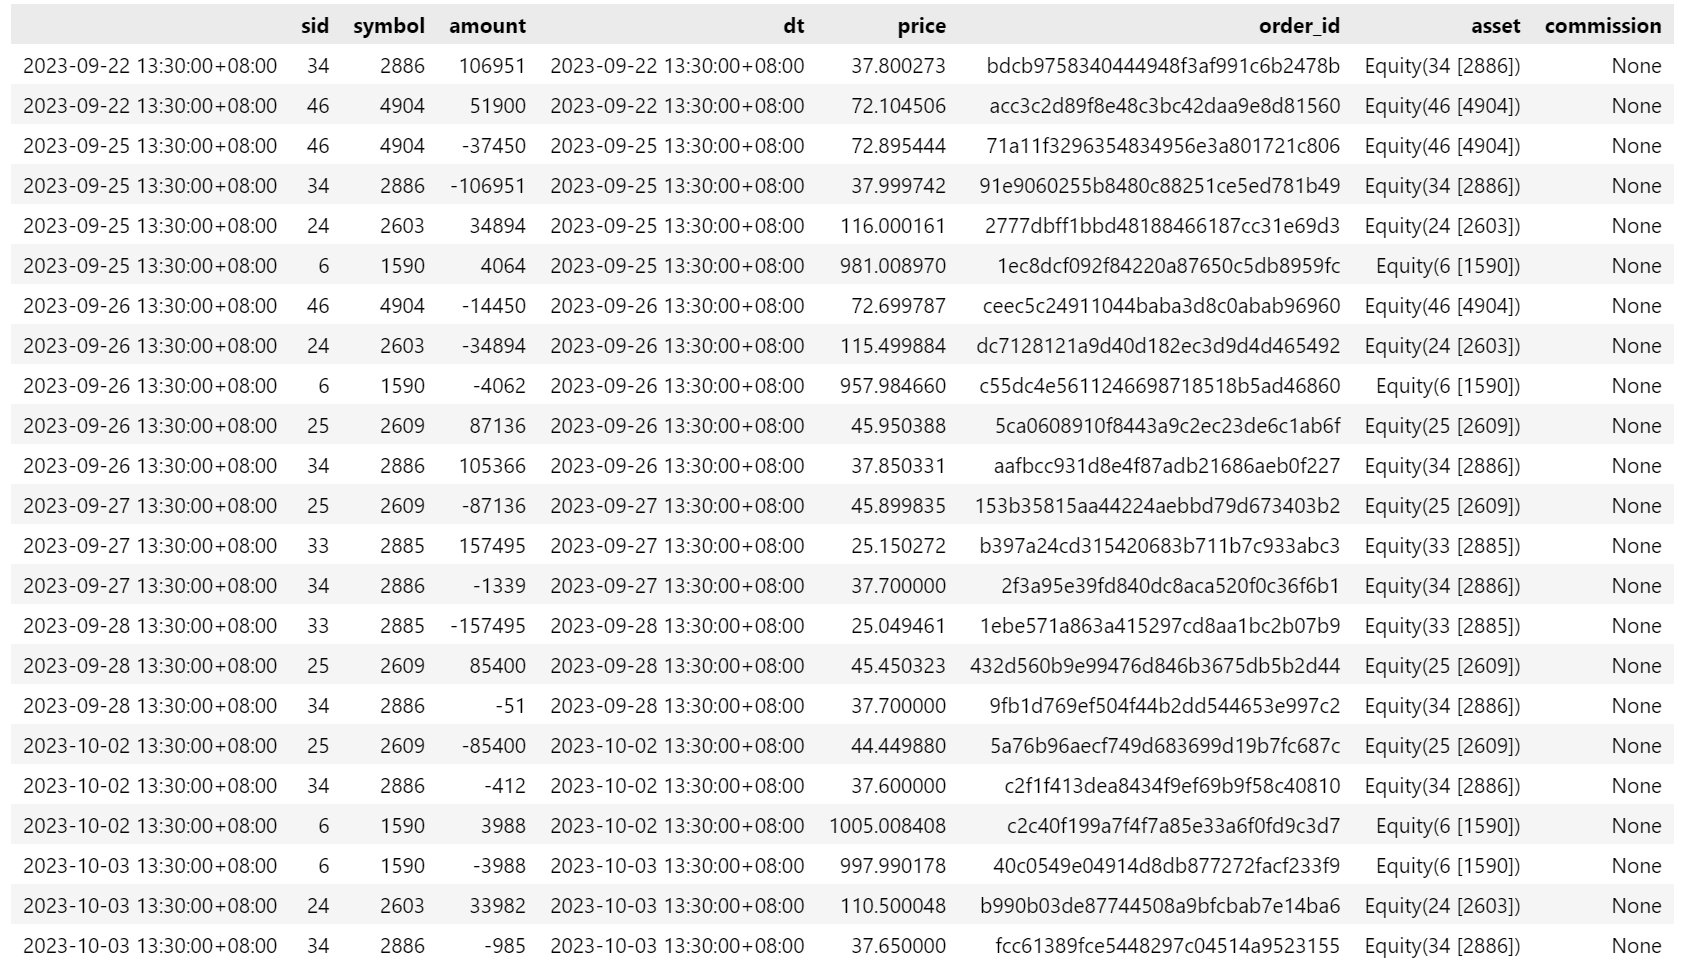 sid symbol amount dt price order_id asset commission
2023-09-22 13:30:00+08:00 34 2886 106951 2023-09-22 13:30:00+08:00 37.800273 bdcb9758340444948f3af991c6b2478b Equity(34 [2886]) None
2023-09-22 13:30:00+08:00 46 4904 51900 2023-09-22 13:30:00+08:00 72.104506 acc3c2d89f8e48c3bc42daa9e8d81560 Equity(46 [4904]) None
2023-09-25 13:30:00+08:00 46 4904 -37450 2023-09-25 13:30:00+08:00 72.895444 71a11f3296354834956e3a801721c806 Equity(46 [4904]) None
2023-09-25 13:30:00+08:00 34 2886 -106951 2023-09-25 13:30:00+08:00 37.999742 91e9060255b8480c88251ce5ed781b49 Equity(34 [2886]) None
2023-09-25 13:30:00+08:00 24 2603 34894 2023-09-25 13:30:00+08:00 116.000161 2777dbff1bbd48188466187cc31e69d3 Equity(24 [2603]) None
2023-09-25 13:30:00+08:00 6 1590 4064 2023-09-25 13:30:00+08:00 981.008970 1ec8dcf092f84220a87650c5db8959fc Equity(6 [1590]) None
2023-09-26 13:30:00+08:00 46 4904 -14450 2023-09-26 13:30:00+08:00 72.699787 ceec5c24911044baba3d8c0abab96960 Equity(46 [4904]) None
2023-09-26 13:30:00+08:00 24 2603 -34894 2023-09-26 13:30:00+08:00 115.499884 dc7128121a9d40d182ec3d9d4d465492 Equity(24 [2603]) None
2023-09-26 13:30:00+08:00 6 1590 -4062 2023-09-26 13:30:00+08:00 957.984660 c55dc4e5611246698718518b5ad46860 Equity(6 [1590]) None
2023-09-26 13:30:00+08:00 25 2609 87136 2023-09-26 13:30:00+08:00 45.950388 5ca0608910f8443a9c2ec23de6c1ab6f Equity(25 [2609]) None
2023-09-26 13:30:00+08:00 34 2886 105366 2023-09-26 13:30:00+08:00 37.850331 aafbcc931d8e4f87adb21686aeb0f227 Equity(34 [2886]) None
2023-09-27 13:30:00+08:00 25 2609 -87136 2023-09-27 13:30:00+08:00 45.899835 153b35815aa44224aebbd79d673403b2 Equity(25 [2609]) None
2023-09-27 13:30:00+08:00 33 2885 157495 2023-09-27 13:30:00+08:00 25.150272 b397a24cd315420683b711b7c933abc3 Equity(33 [2885]) None
2023-09-27 13:30:00+08:00 34 2886 -1339 2023-09-27 13:30:00+08:00 37.700000 2f3a95e39fd840dc8aca520f0c36f6b1 Equity(34 [2886]) None
2023-09-28 13:30:00+08:00 33 2885 -157495 2023-09-28 13:30:00+08:00 25.049461 1ebe571a863a415297cd8aa1bc2b07b9 Equity(33 [2885]) None
2023-09-28 13:30:00+08:00 25 2609 85400 2023-09-28 13:30:00+08:00 45.450323 432d560b9e99476d846b3675db5b2d44 Equity(25 [2609]) None
2023-09-28 13:30:00+08:00 34 2886 -51 2023-09-28 13:30:00+08:00 37.700000 9fb1d769ef504f44b2dd544653e997c2 Equity(34 [2886]) None
2023-10-02 13:30:00+08:00 25 2609 -85400 2023-10-02 13:30:00+08:00 44.449880 5a76b96aecf749d683699d19b7fc687c Equity(25 [2609]) None
2023-10-02 13:30:00+08:00 34 2886 -412 2023-10-02 13:30:00+08:00 37.600000 c2f1f413dea8434f9ef69b9f58c40810 Equity(34 [2886]) None
2023-10-02 13:30:00+08:00 6 1590 3988 2023-10-02 13:30:00+08:00 1005.008408 c2c40f199a7f4f7a85e33a6f0fd9c3d7 Equity(6 [1590]) None
2023-10-03 13:30:00+08:00 6 1590 -3988 2023-10-03 13:30:00+08:00 997.990178 40c0549e04914d8db877272facf233f9 Equity(6 [1590]) None
2023-10-03 13:30:00+08:00 24 2603 33982 2023-10-03 13:30:00+08:00 110.500048 b990b03de87744508a9bfcbab7e14ba6 Equity(24 [2603]) None
2023-10-03 13:30:00+08:00 34 2886 -985 2023-10-03 13:30:00+08:00 37.650000 fcc61389fce5448297c04514a9523155 Equity(34 [2886]) None